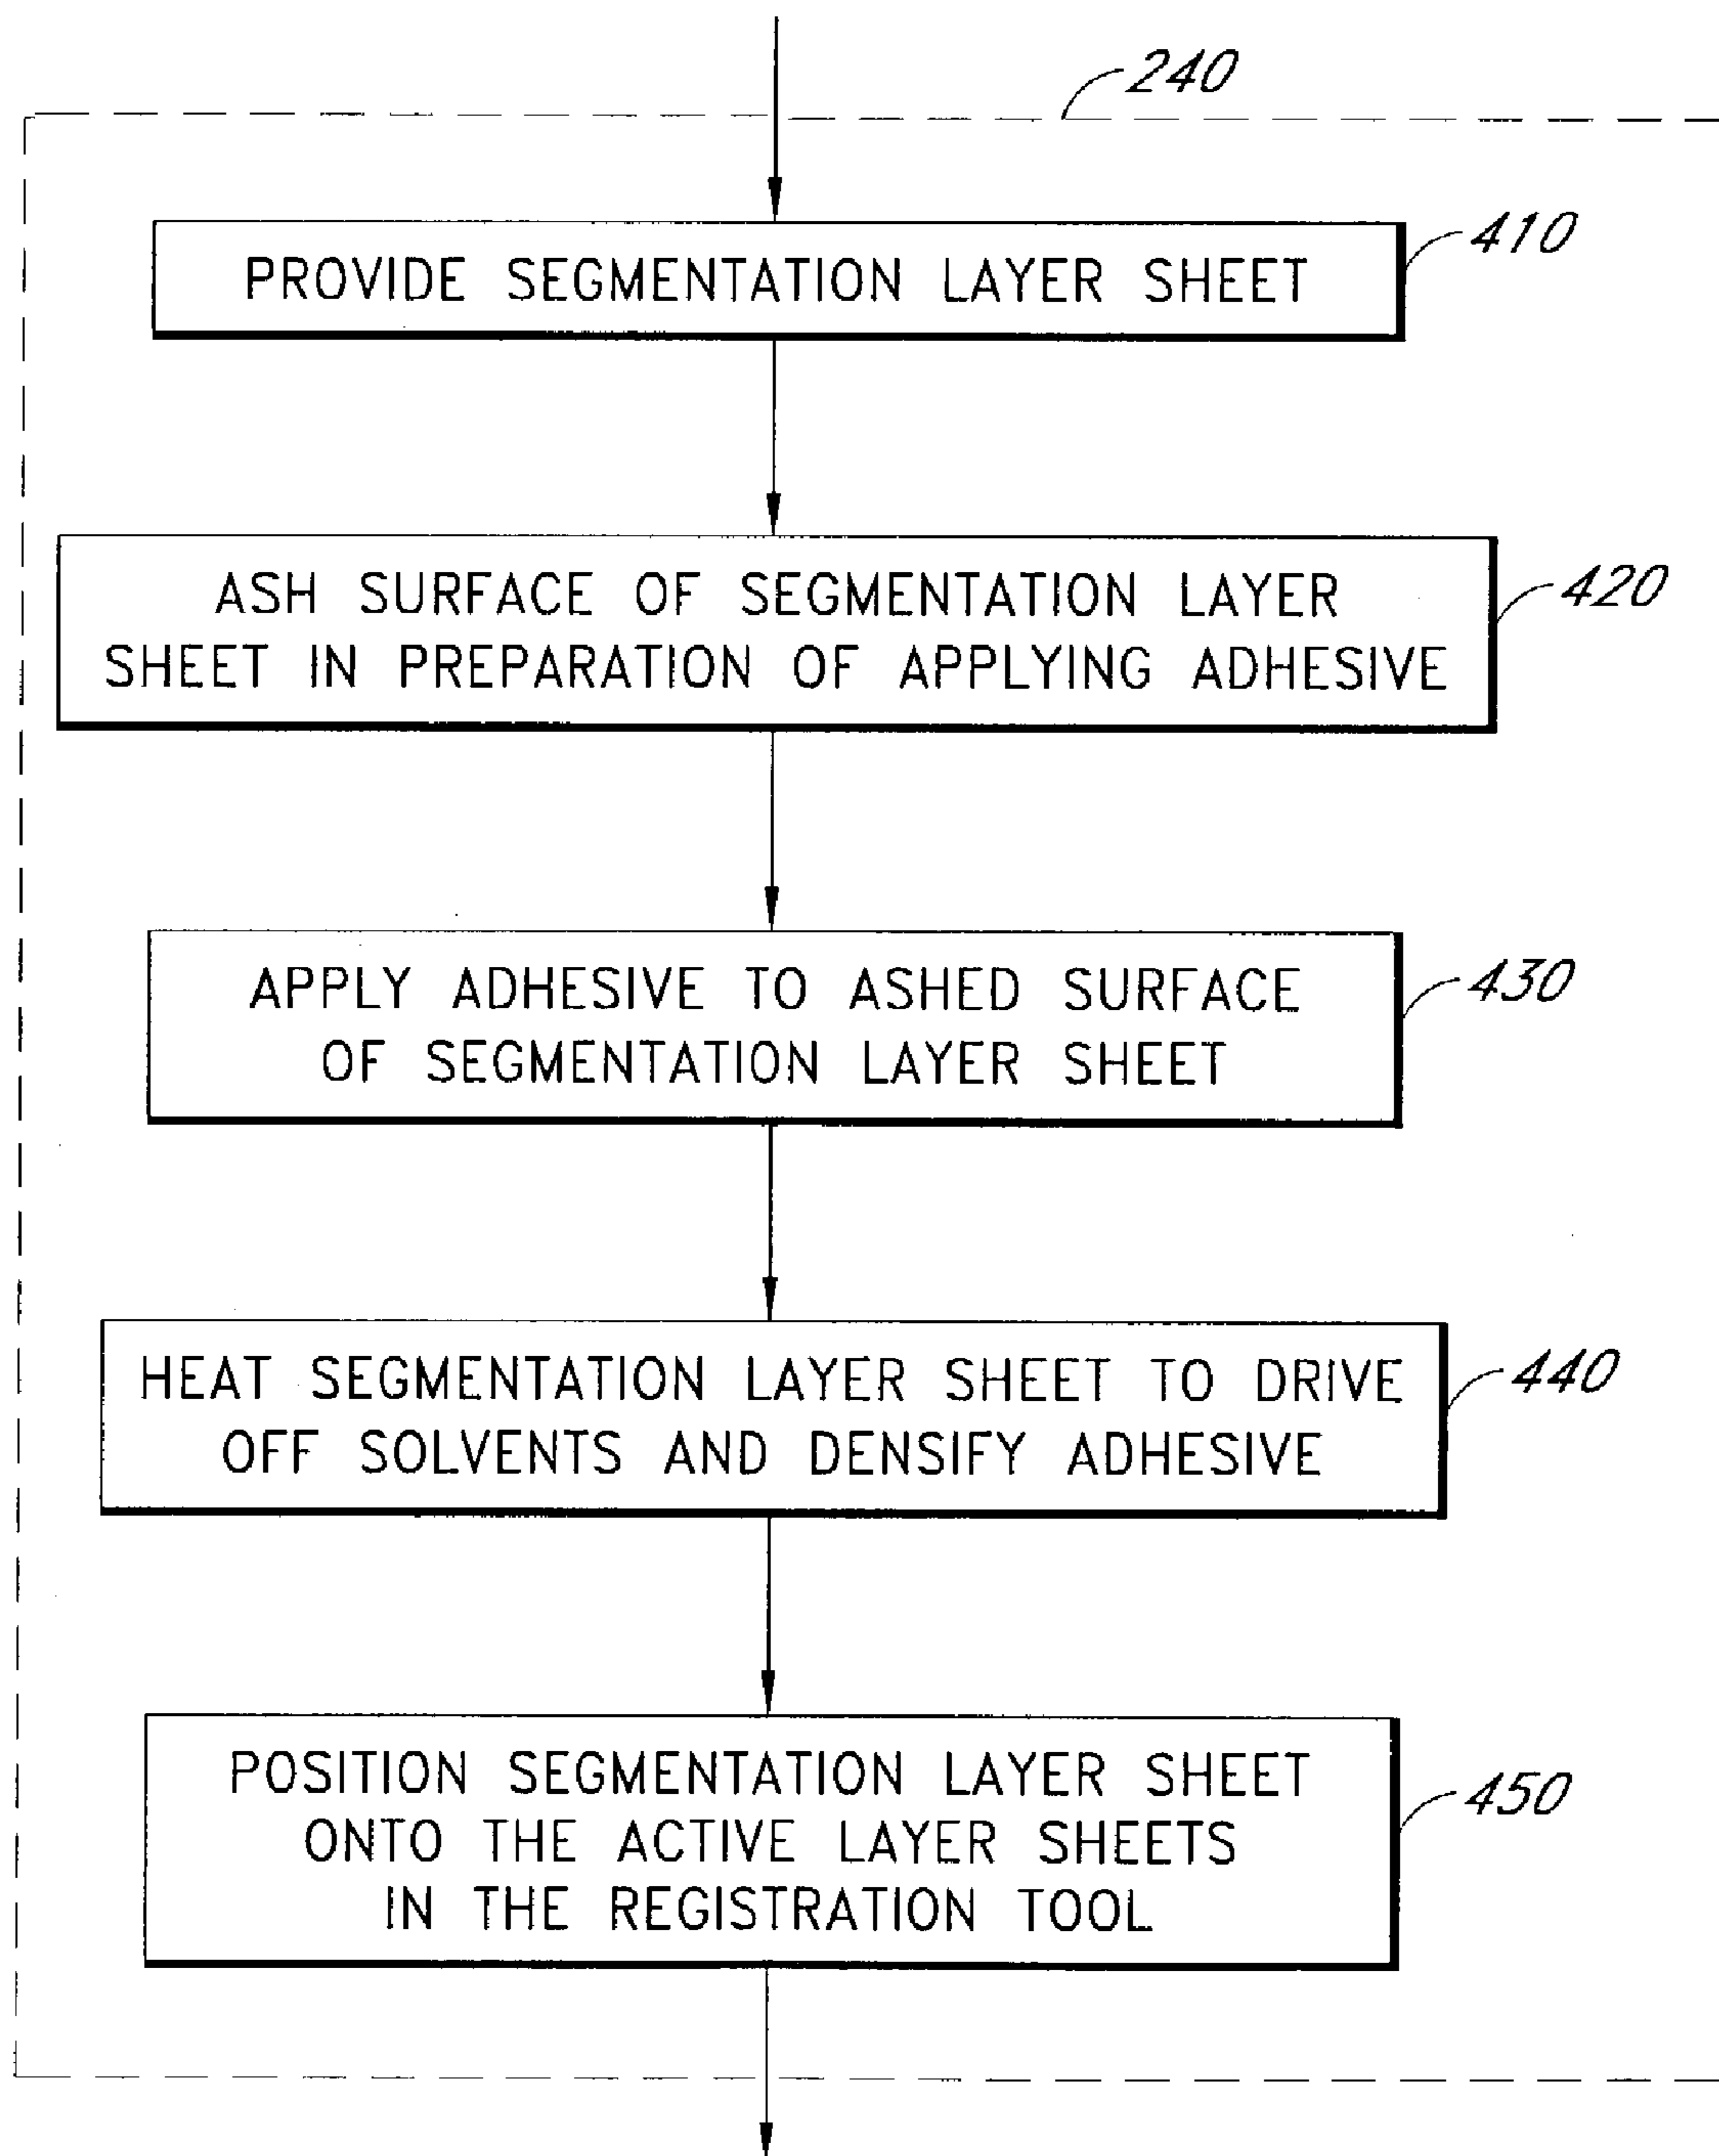 240
PROVIDE SEGMENTATION LAYER SHEET
410
ASH SURFACE OF SEGMENTATION LAYER
SHEET IN PREPARATION OF APPLYING ADHESIVE
420
APPLY ADHESIVE TO ASHED SURFACE
OF SEGMENTATION LAYER SHEET
430
HEAT SEGMENTATION LAYER SHEET TO DRIVE
OFF SOLVENTS AND DENSIFY ADHESIVE
440
POSITION SEGMENTATION LAYER SHEET
ONTO THE ACTIVE LAYER SHEETS
IN THE REGISTRATION TOOL
450